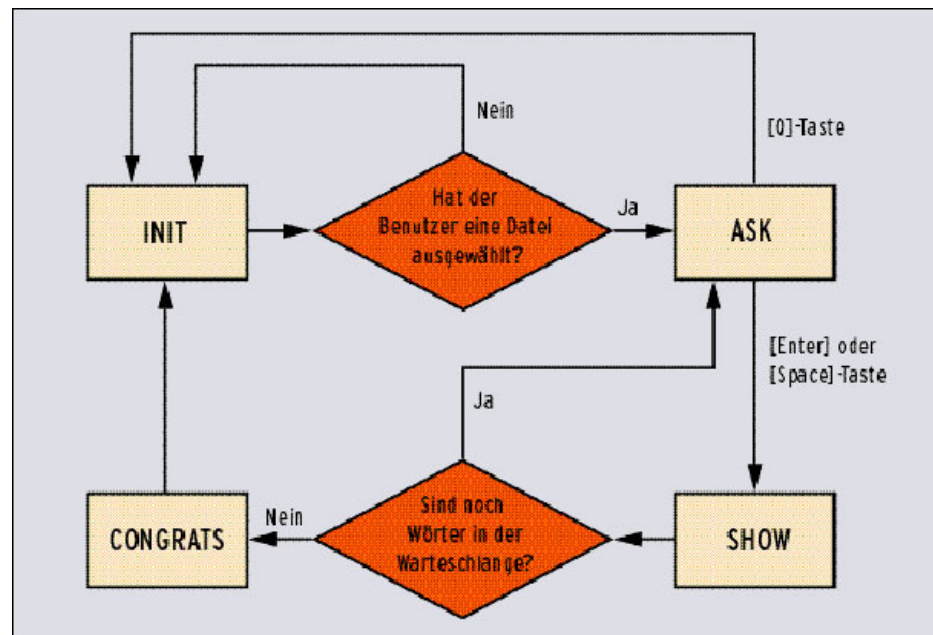 Nein
[Q]-Taste
INIT
Hat der
Benutzer eine Datei
ausgewählt?
Ja
ASK
[Enter] oder
[Space]-Taste
Ja
CONGRATS
Nein
Sind noch
Wörter in der
Warteschlange?
SHOW